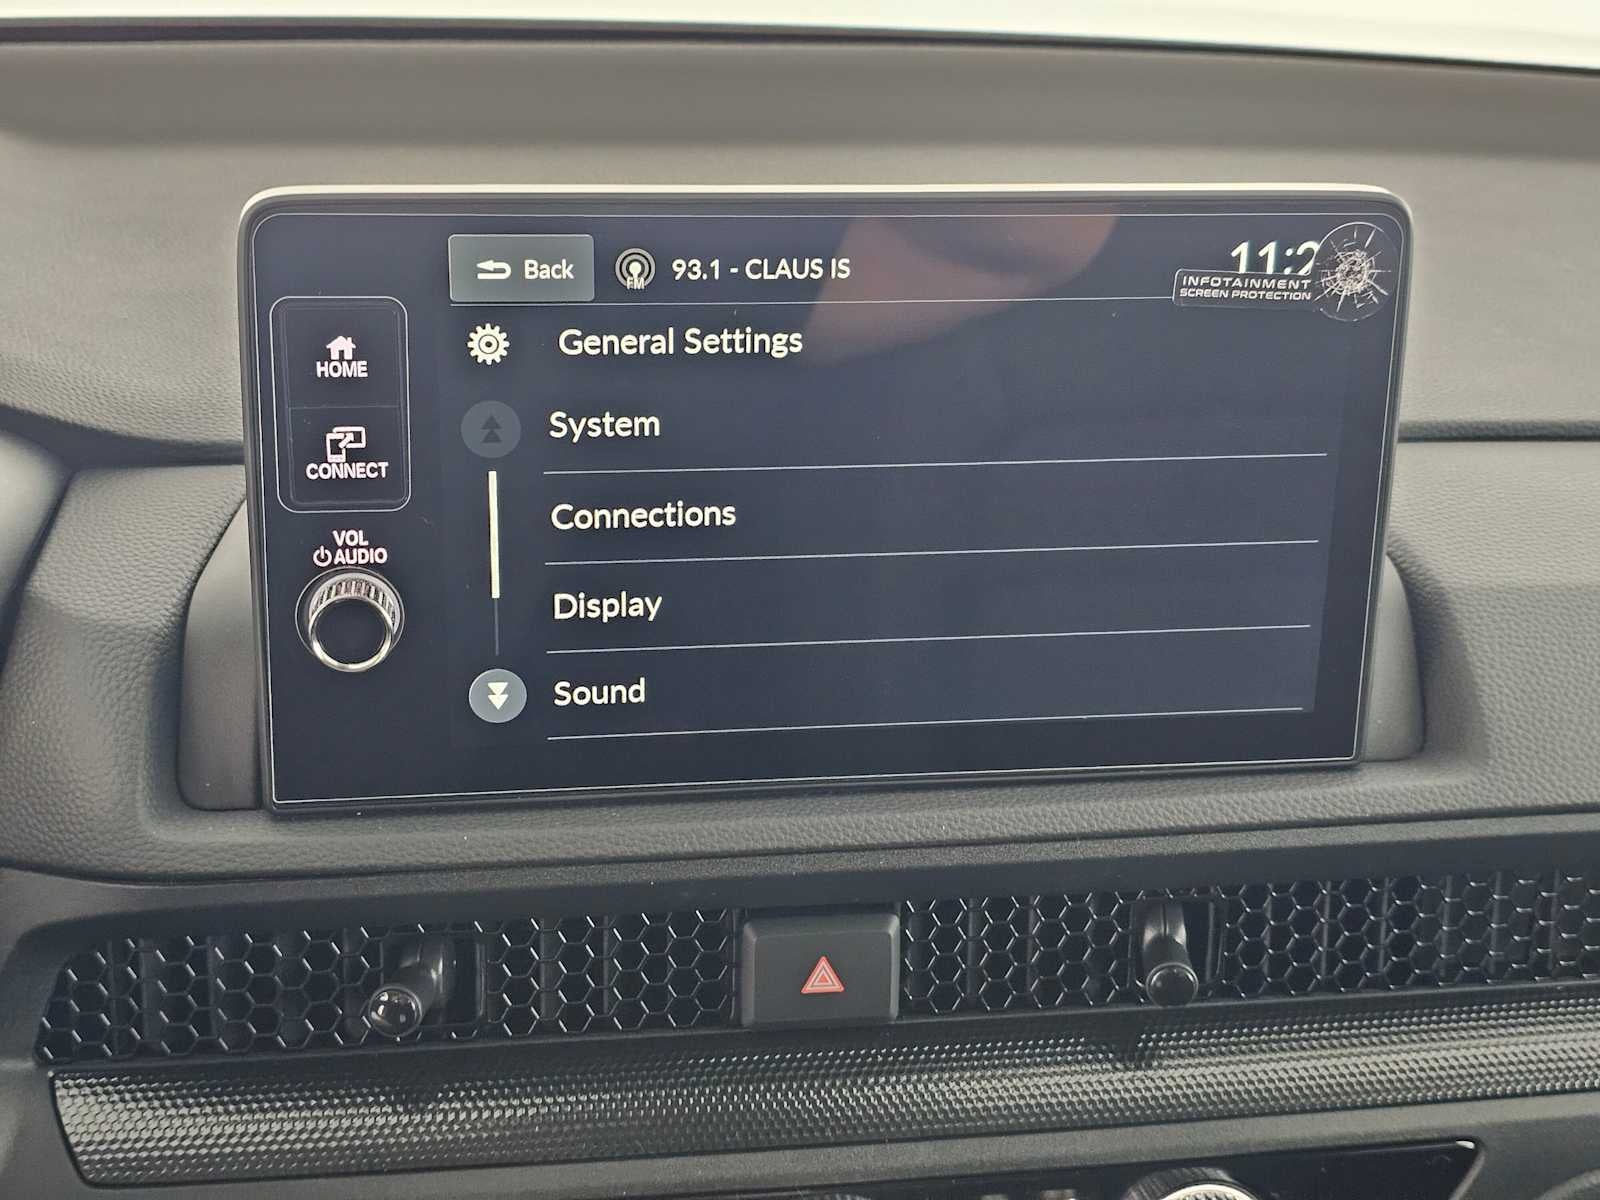 Back
FM
93.1 - CLAUS IS
11:2
INFOTAINMENT
SCREEN PROTECTION
HOME
CONNECT
VOL
AUDIO
General Settings
System
Connections
Display
Sound